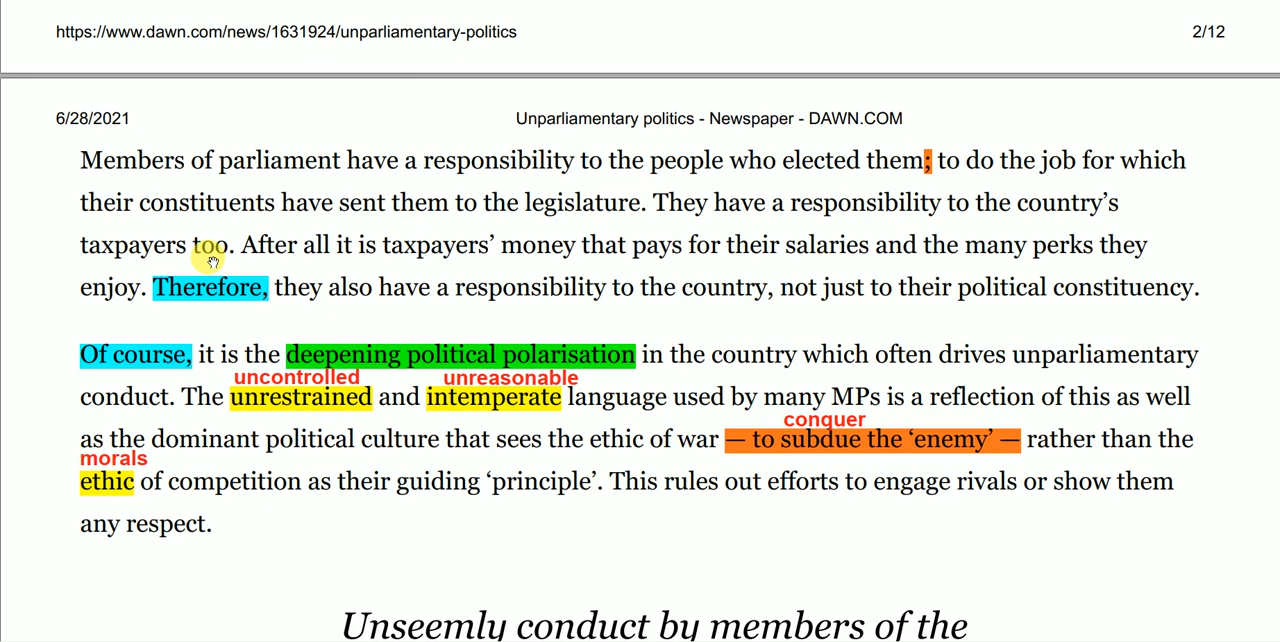 https://www.dawn.com/news/1631924/unparliamentary-politics 2/12
6/28/2021 Unparliamentary politics - Newspaper - DAWN.COM
Members of parliament have a responsibility to the people who elected them; to do the job for which
their constituents have sent them to the legislature. They have a responsibility to the country’s
taxpayers too. After all it is taxpayers’ money that pays for their salaries and the many perks they
enjoy. Therefore, they also have a responsibility to the country, not just to their political constituency.
Of course, it is the deepening political polarisation in the country which often drives unparliamentary
uncontrolled unreasonable
conduct. The unrestrained and intemperate language used by many MPs is a reflection of this as well
conquer
as the dominant political culture that sees the ethic of war — to subdue the ‘enemy’ — rather than the
morals
ethic of competition as their guiding ‘principle’. This rules out efforts to engage rivals or show them
any respect.
Unseemly conduct by members of the